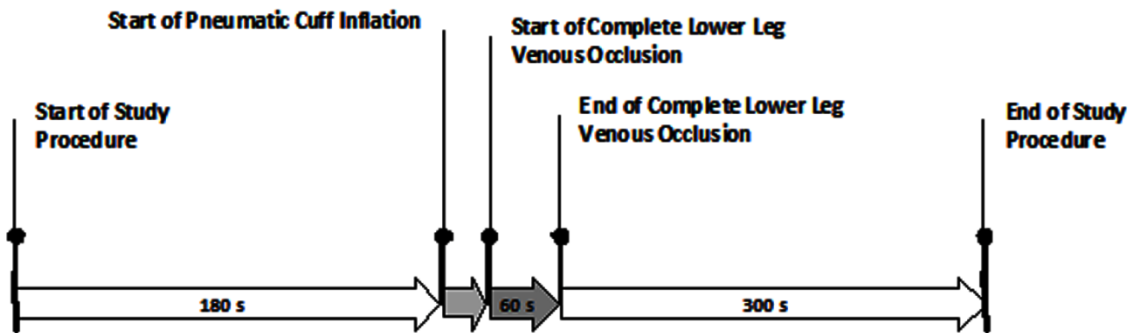 Start of Pneumatic Cuff Inflation
Start of Complete Lower Leg
Venous Occlusion
Start of Study
Procedure
End of Complete Lower Leg
Venous Occlusion
End of Study
Procedure
180 s
60 s
300 s